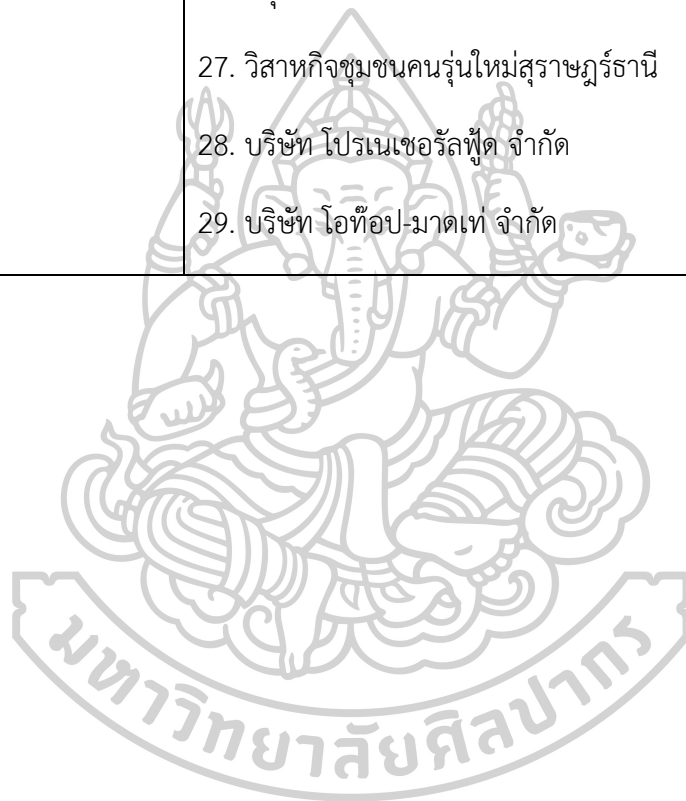 27. วิสาหกิจชุมชนคนรุ่นใหม่สุราษฎร์ธานี
28. บริษัท โปรเนเชอรัลฟู้ด จำกัด
29. บริษัท โอท๊อป-มาดเท่ จำกัด
มหาวิทยาลัยศิลปากร